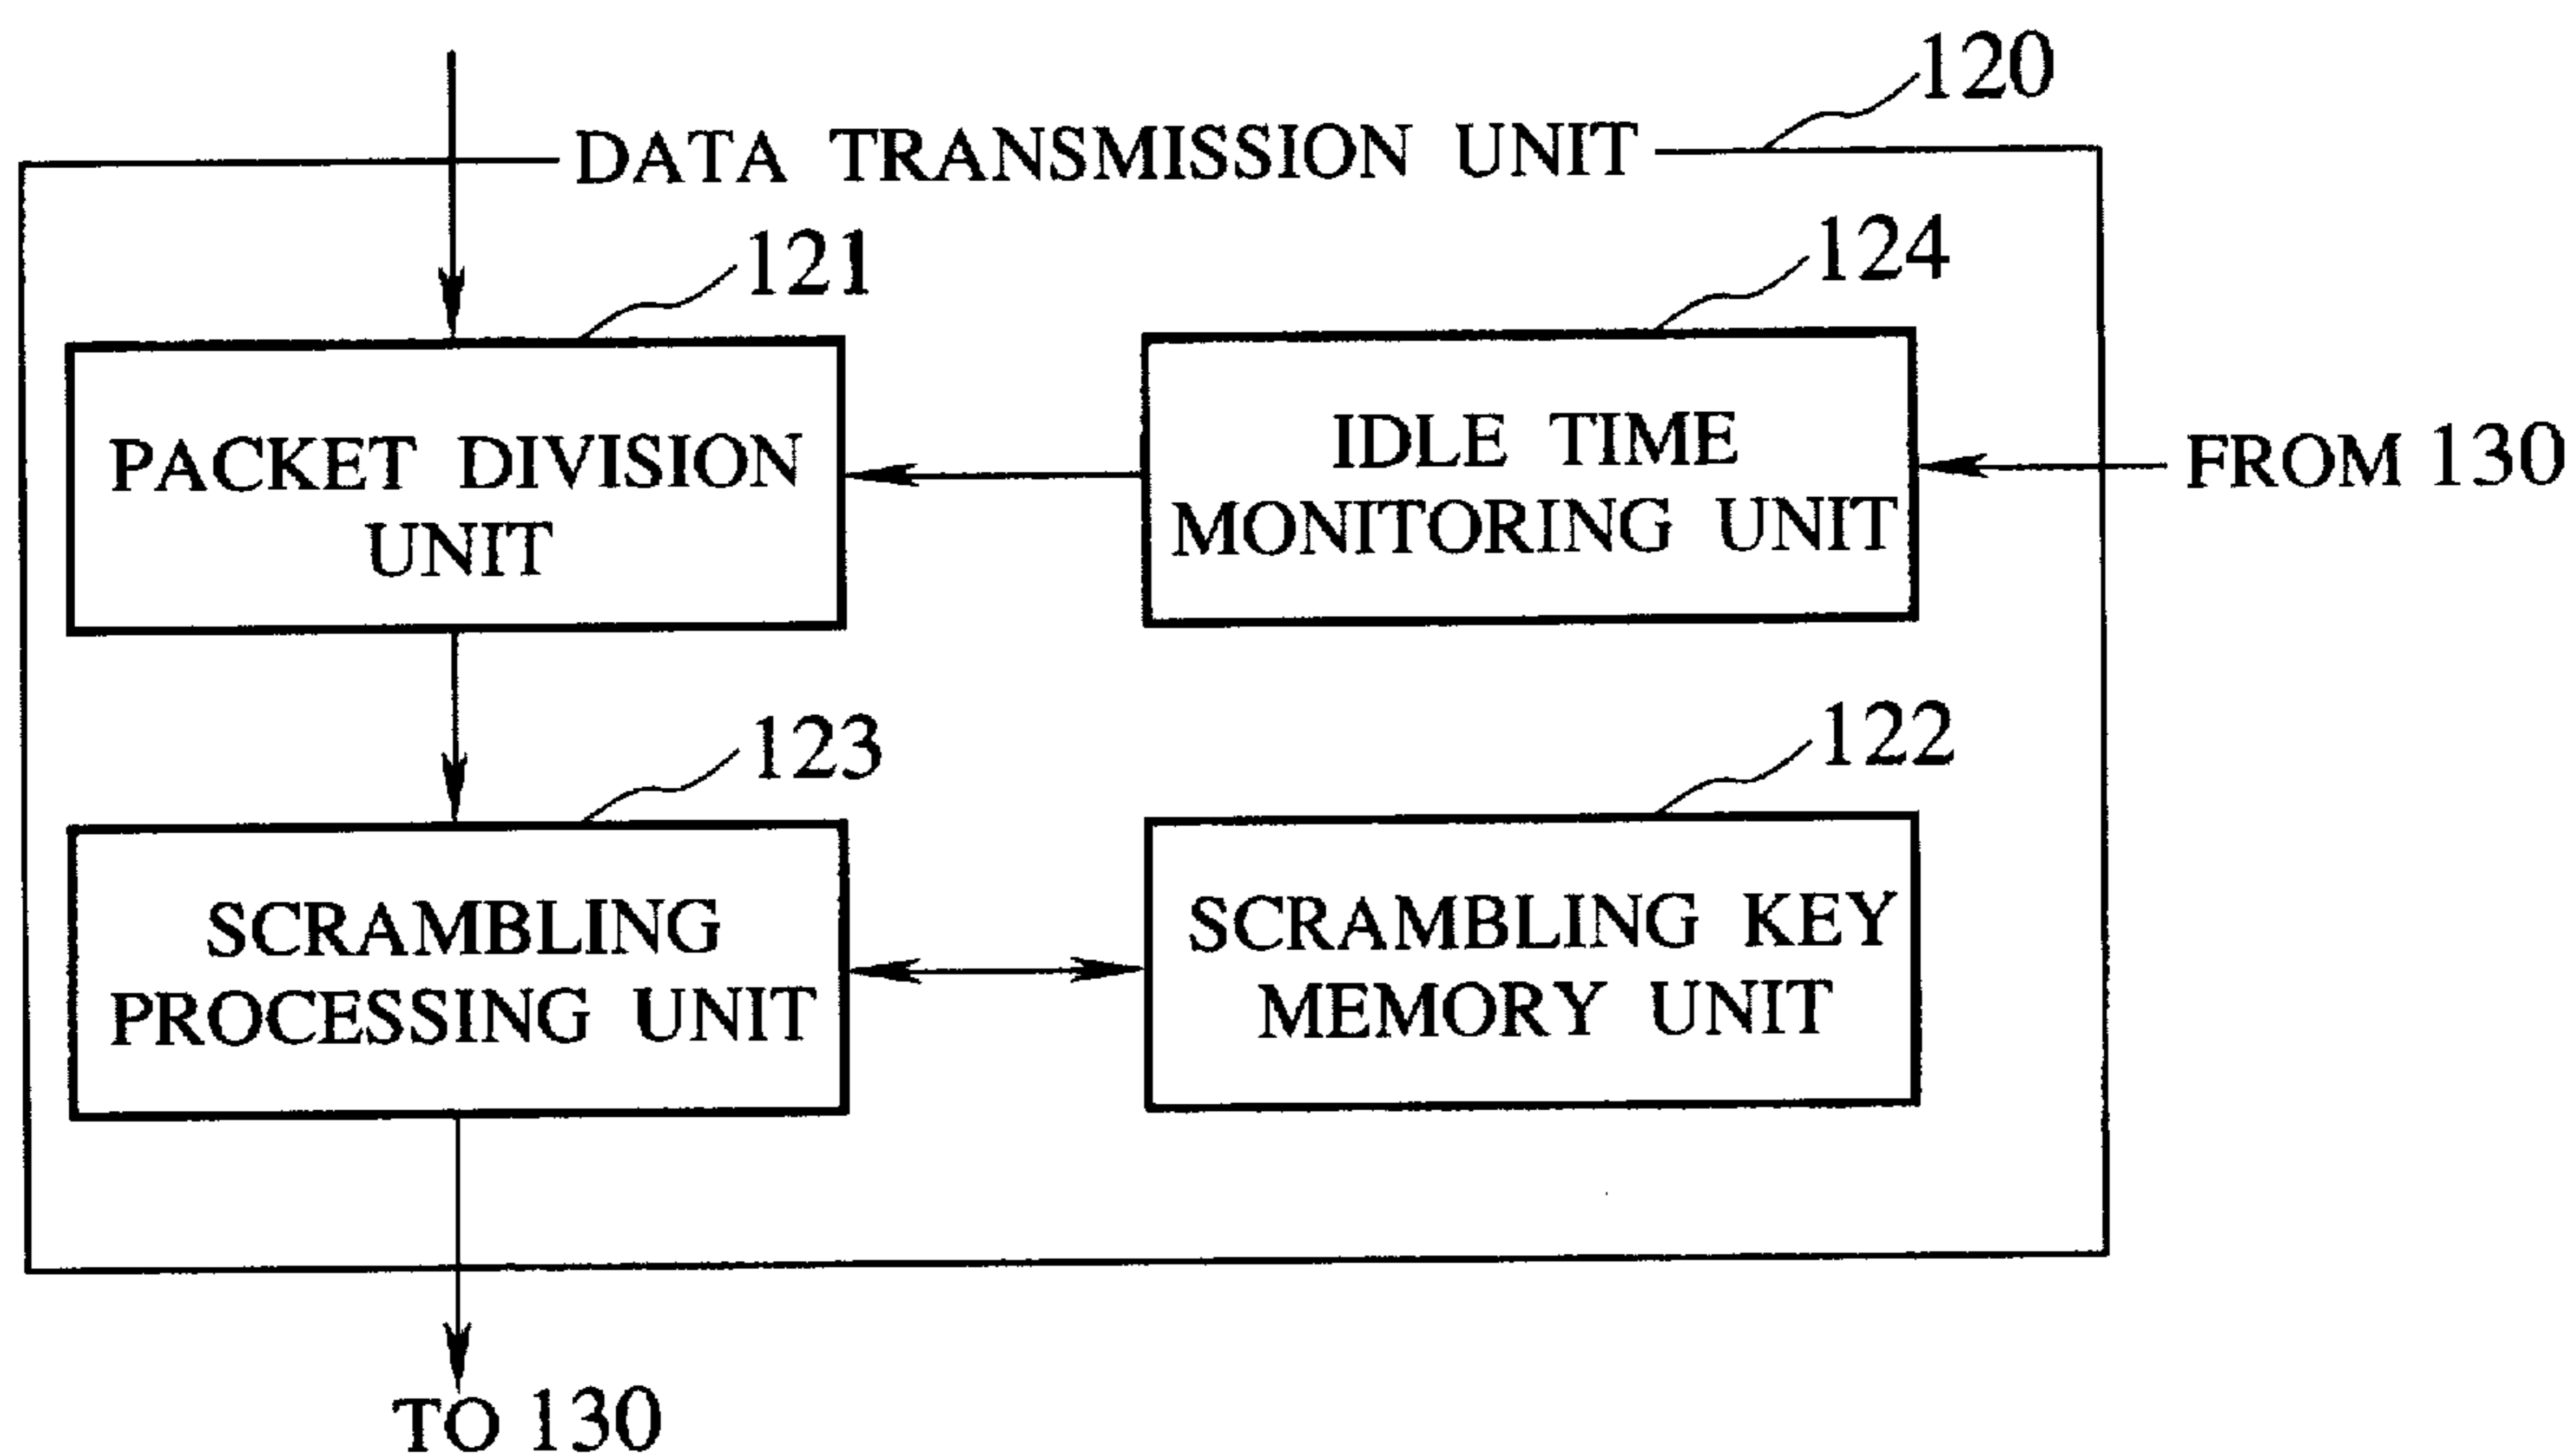 120
DATA TRANSMISSION UNIT
121
124
PACKET DIVISION
UNIT
IDLE TIME
MONITORING UNIT
FROM 130
123
122
SCRAMBLING
PROCESSING UNIT
SCRAMBLING KEY
MEMORY UNIT
TO 130